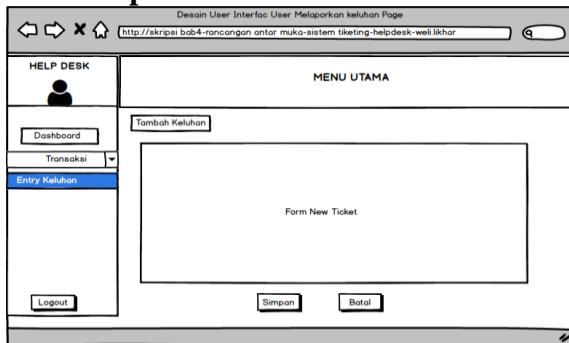 Desain User Interfac User Melaporkan keluhan Page
http://skripsi bab4-rancangan antar muka-sistem tiketing-helpdesk-weli.likhar
HELP DESK
MENU UTAMA
Tambah Keluhan
Dashboard
Transaksi
Entry Keluhan
Form New Ticket
Logout
Simpan
Batal